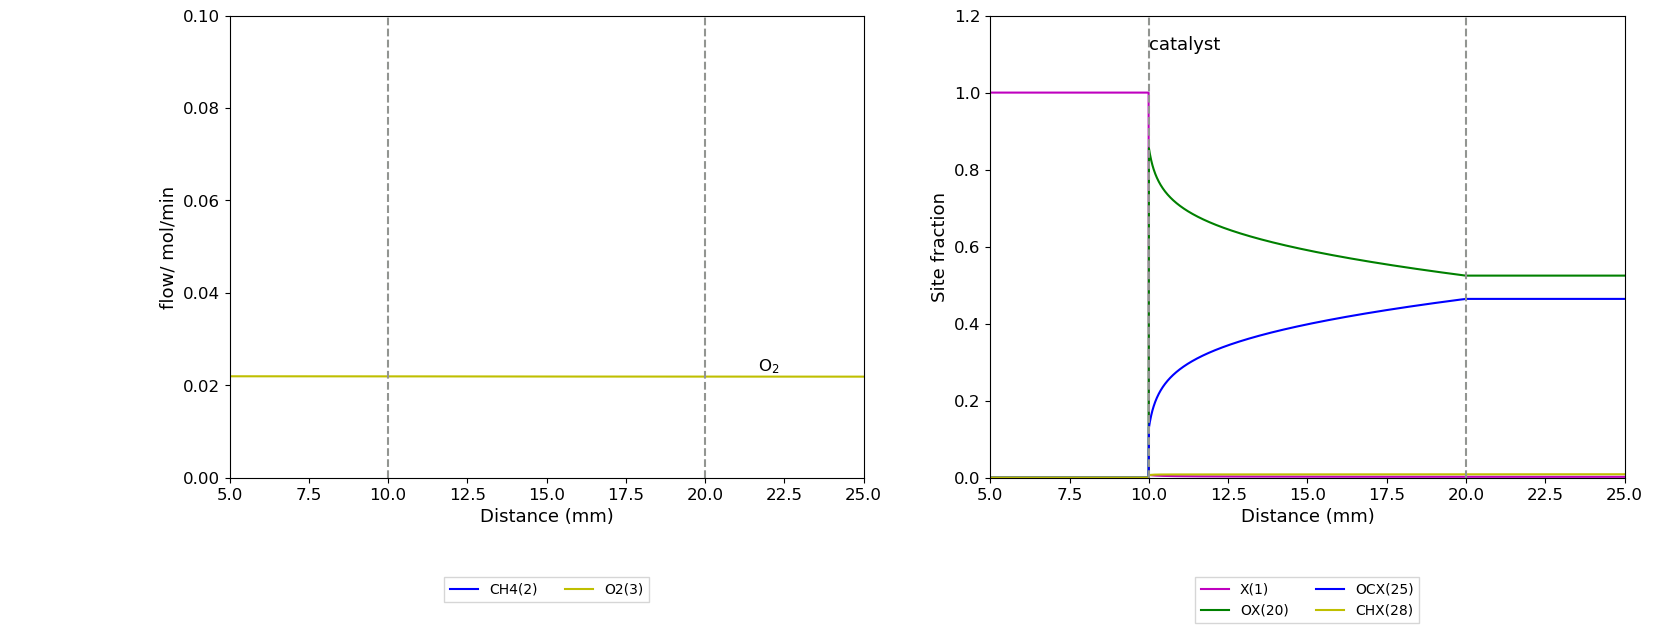 0.10
0.08
0.06
0.04
0.02
0.00
flow/ mol/min
O₂
5.0 7.5 10.0 12.5 15.0 17.5 20.0 22.5 25.0
Distance (mm)
CH4(2) O2(3)
1.2
1.0
0.8
0.6
0.4
0.2
0.0
Site fraction
catalyst
5.0 7.5 10.0 12.5 15.0 17.5 20.0 22.5 25.0
Distance (mm)
X(1) OCX(25)
OX(20) CHX(28)